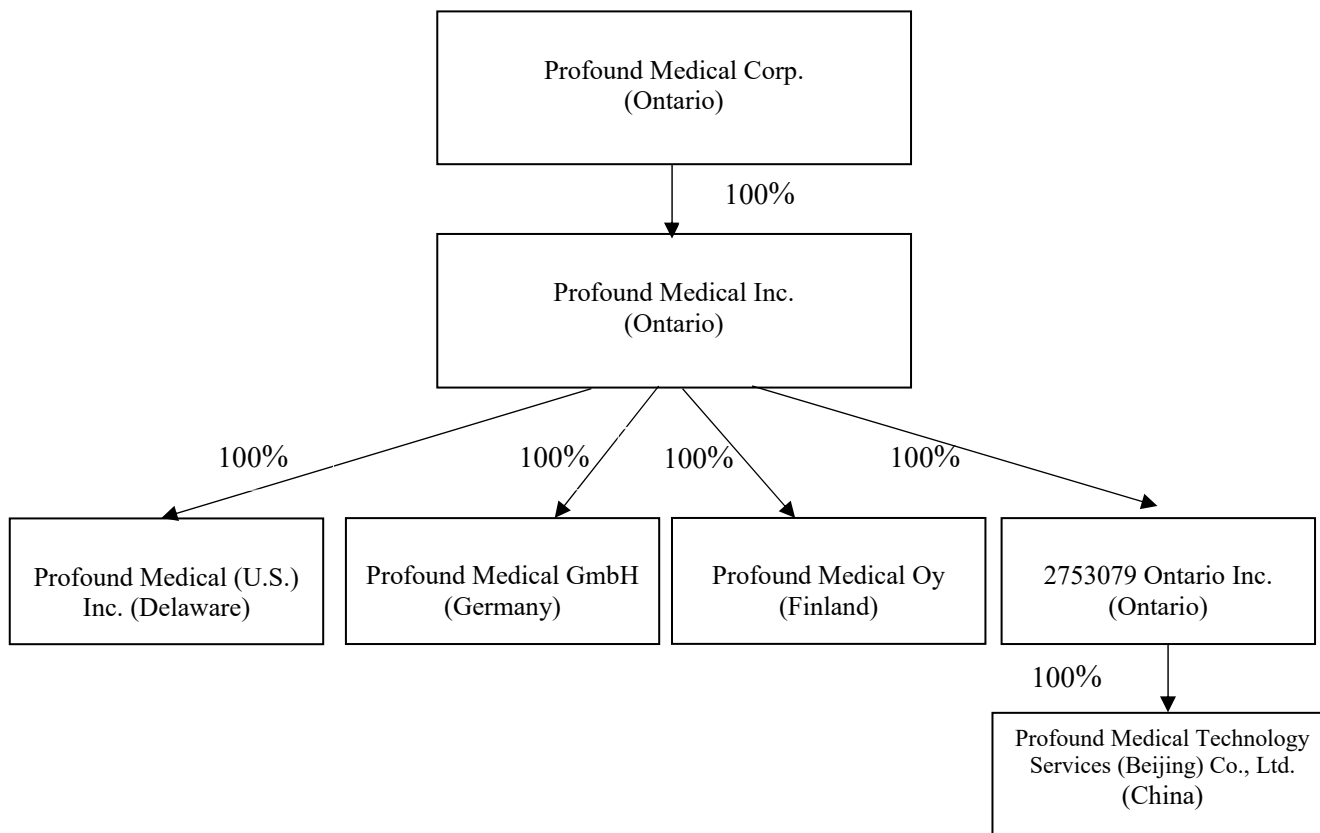 Profound Medical Corp.
(Ontario)
100%
Profound Medical Inc.
(Ontario)
100%
100%
100%
100%
Profound Medical (U.S.)
Inc. (Delaware)
Profound Medical GmbH
(Germany)
Profound Medical Oy
(Finland)
2753079 Ontario Inc.
(Ontario)
100%
Profound Medical Technology
Services (Beijing) Co., Ltd.
(China)